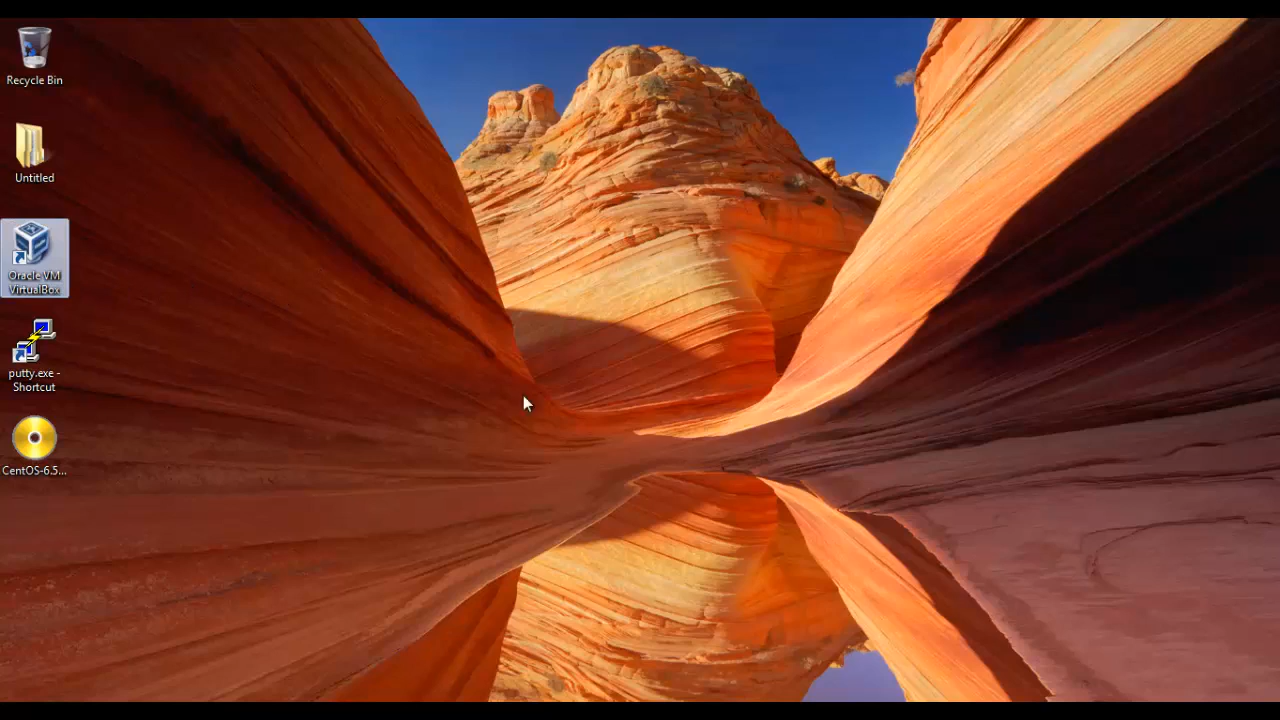 Recycle Bin
Untitled
Oracle VM
VirtualBox
putty.exe -
Shortcut
CentOS-6.5...